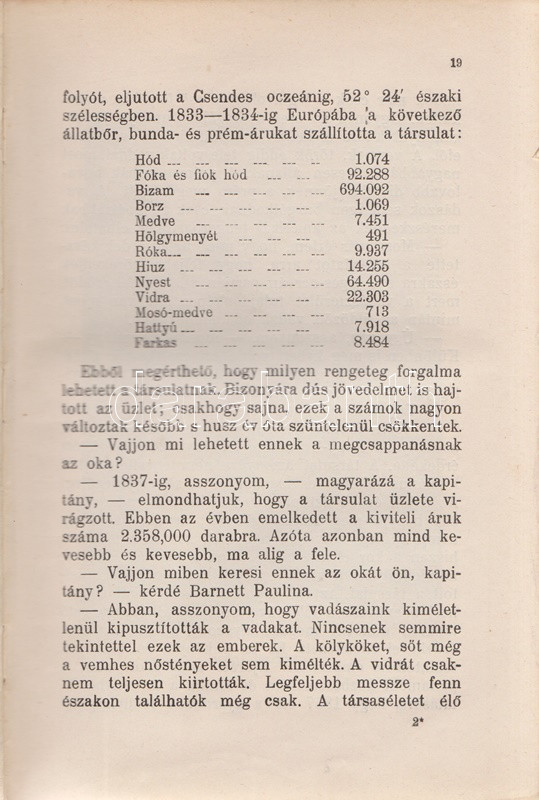 19
folyót, eljutott a Csendes oczeánig, 52° 24′ északi
szélességben. 1833—1834-ig Európába 'a következő
állatbőr, bunda- és prém-árukat szállította a társulat:
Hód — — — — — — 1.074
Fóka és fiók hód — — 92.288
Bizam — — — — — 694.092
Borz — — — — — — 1.069
Medve — — — — — 7.451
Hölgymenyét — — — 491
Róka — — — — — — 9.937
Hiuz — — — — — — 14.255
Nyest — — — — — 64.490
Vidra — — — — — — 22.303
Mosó-medve — — — — 713
Hattyú — — — — — 7.918
Farkas — — — — — 8.484
Ebből megérthető, hogy milyen rengeteg forgalma
lehetett a társulatnak. Bizonyára dús jövedelmet is haj-
tott az üzlet; csakhogy sajna ezek a számok nagyon
változtak később s husz év óta szüntelenül csökkentek.
— Vajjon mi lehetett ennek a megcsappanásnak
az oka?
— 1837-ig, asszonyom, — magyarázá a kapi-
tány, — elmondhatjuk, hogy a társulat üzlete vi-
rágzott. Ebben az évben emelkedett a kiviteli áruk
száma 2.358,000 darabra. Azóta azonban mind ke-
vesebb és kevesebb, ma alig a fele.
— Vajjon miben keresi ennek az okát ön, kapi-
tány? — kérdé Barnett Paulina.
— Abban, asszonyom, hogy vadászaink kimélet-
lenül kipusztították a vadakat. Nincsenek semmire
tekintettel ezek az emberek. A kölyköket, sőt még
a vemhes nőstényeket sem kimélték. A vidrát csak-
nem teljesen kiirtották. Legfeljebb messze fenn
északon találhatók még csak. A társaséletet élő
2*
darabanth